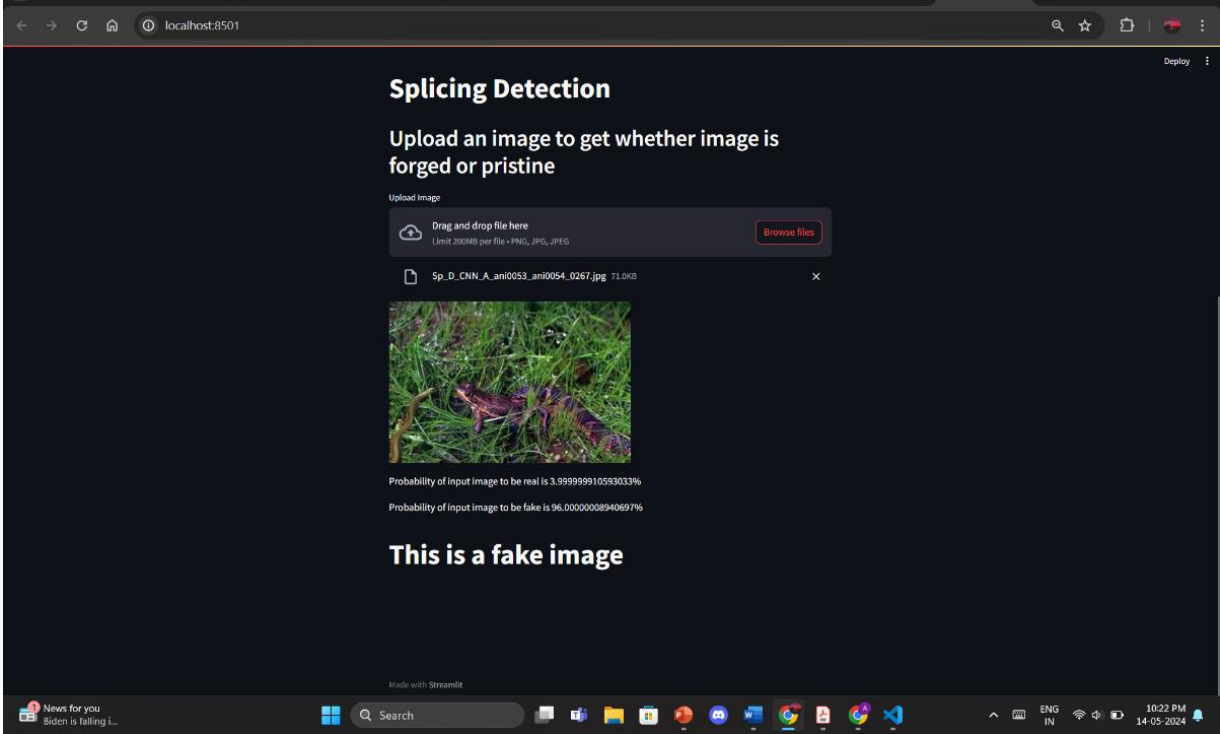 localhost:8501
Deploy
Splicing Detection
Upload an image to get whether image is
forged or pristine
Upload Image
Drag and drop file here
Limit 200MB per file • PNG, JPG, JPEG
Browse files
Sp_D_CNN_A_ani0053_ani0054_0267.jpg 71.0KB
Probability of input image to be real is 3.999999910593033%
Probability of input image to be fake is 96.00000008940697%
This is a fake image
Made with Streamlit
1
News for you
Biden is falling i...
Search
ENG
IN
10:22 PM
14-05-2024